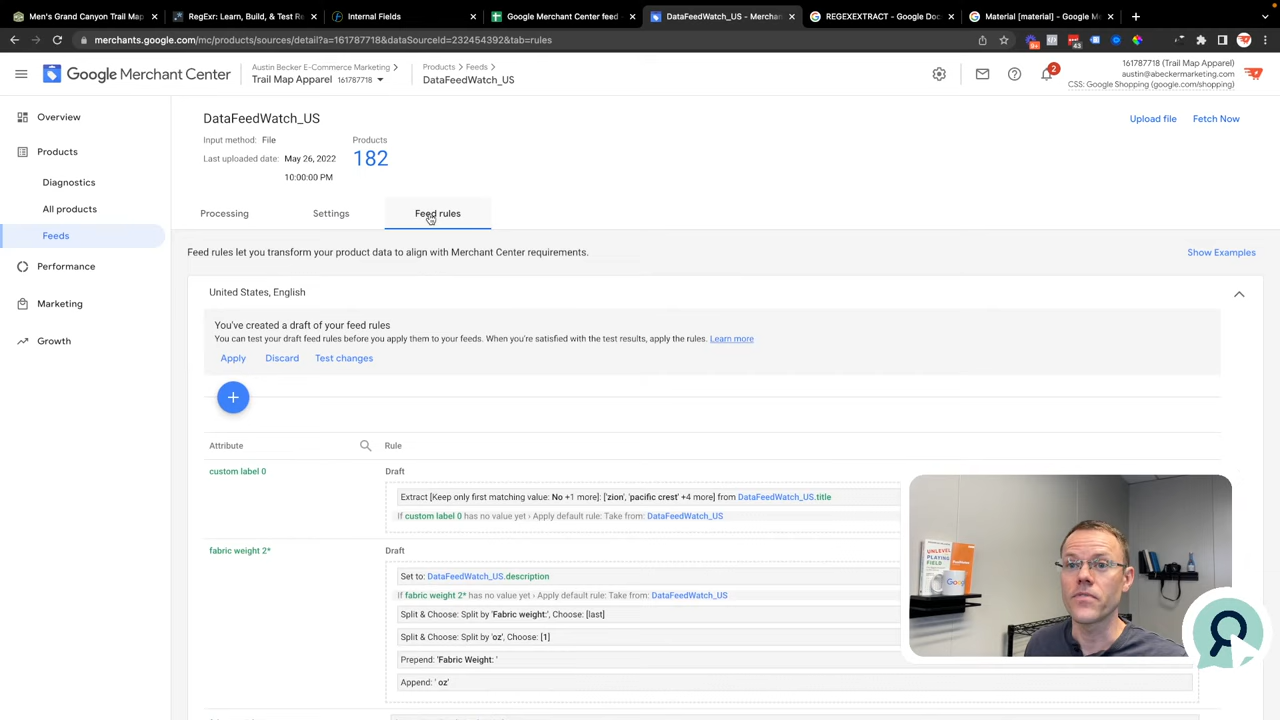 Men's Grand Canyon Trail Map
RegExr: Learn, Build, & Test Re
Internal Fields
Google Merchant Center feed
DataFeedWatch_US - Merchan
REGEXEXTRACT - Google Doc
Material [material] - Google M
merchants.google.com/mc/products/sources/detail?a=161787718&dataSourceId=232454392&tab=rules
Google Merchant Center
Austin Becker E-Commerce Marketing
Trail Map Apparel 161787718
Products Feeds
DataFeedWatch_US
2
161787718 (Trail Map Apparel)
austin@abeckermarketing.com
CSS: Google Shopping (google.com/shopping)
Overview
Products
Diagnostics
All products
Feeds
Performance
Marketing
Growth
DataFeedWatch_US
Upload file Fetch Now
Input method: File
Products
Last uploaded date: May 26, 2022
10:00:00 PM
182
Processing Settings Feed rules
Feed rules let you transform your product data to align with Merchant Center requirements.
Show Examples
United States, English
You've created a draft of your feed rules
You can test your draft feed rules before you apply them to your feeds. When you're satisfied with the test results, apply the rules. Learn more
Apply Discard Test changes
Attribute Rule
custom label 0 Draft
Extract [Keep only first matching value: No +1 more]: ['zion', 'pacific crest' +4 more] from DataFeedWatch_US.title
If custom label 0 has no value yet › Apply default rule: Take from: DataFeedWatch_US
fabric weight 2* Draft
Set to: DataFeedWatch_US.description
If fabric weight 2* has no value yet › Apply default rule: Take from: DataFeedWatch_US
Split & Choose: Split by 'Fabric weight:', Choose: [last]
Split & Choose: Split by 'oz', Choose: [1]
Prepend: 'Fabric Weight: '
Append: ' oz'
UNLEVEL
PLAYING
FIELD